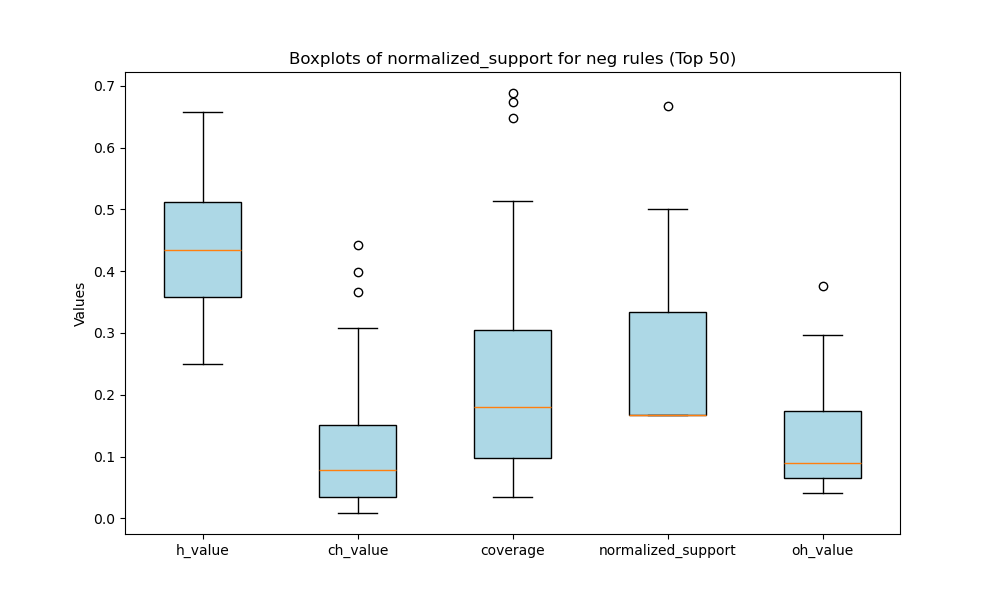 Boxplots of normalized_support for neg rules (Top 50)
Values
0.7
0.6
0.5
0.4
0.3
0.2
0.1
0.0
h_value
ch_value
coverage
normalized_support
oh_value